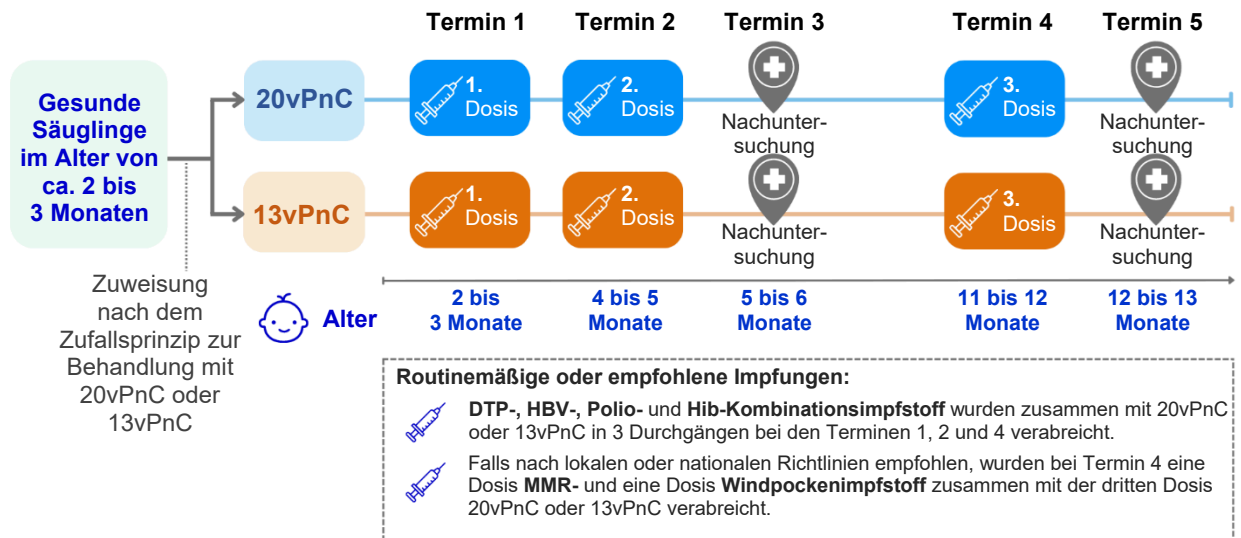 Termin 1
Termin 2
Termin 3
Termin 4
Termin 5
Gesunde
Säuglinge
im Alter von
ca. 2 bis
3 Monaten
20vPnC
1.
Dosis
2.
Dosis
Nachunter-
suchung
3.
Dosis
Nachunter-
suchung
13vPnC
1.
Dosis
2.
Dosis
Nachunter-
suchung
3.
Dosis
Nachunter-
suchung
Zuweisung
nach dem
Zufallsprinzip zur
Behandlung mit
20vPnC oder
13vPnC
Alter
2 bis
3 Monate
4 bis 5
Monate
5 bis 6
Monate
11 bis 12
Monate
12 bis 13
Monate
Routinemäßige oder empfohlene Impfungen:
DTP-, HBV-, Polio- und Hib-Kombinationsimpfstoff wurden zusammen mit 20vPnC
oder 13vPnC in 3 Durchgängen bei den Terminen 1, 2 und 4 verabreicht.
Falls nach lokalen oder nationalen Richtlinien empfohlen, wurden bei Termin 4 eine
Dosis MMR- und eine Dosis Windpockenimpfstoff zusammen mit der dritten Dosis
20vPnC oder 13vPnC verabreicht.